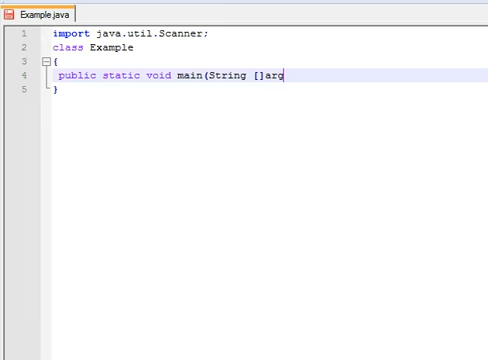 Example.java
1 import java.util.Scanner;
2 class Example
3 {
4 public static void main(String []arg
5 }